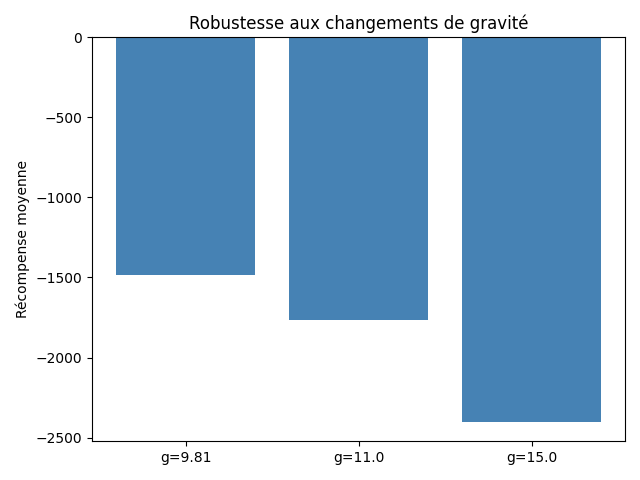 Robustesse aux changements de gravité
Récompense moyenne
0
−500
−1000
−1500
−2000
−2500
g=9.81
g=11.0
g=15.0